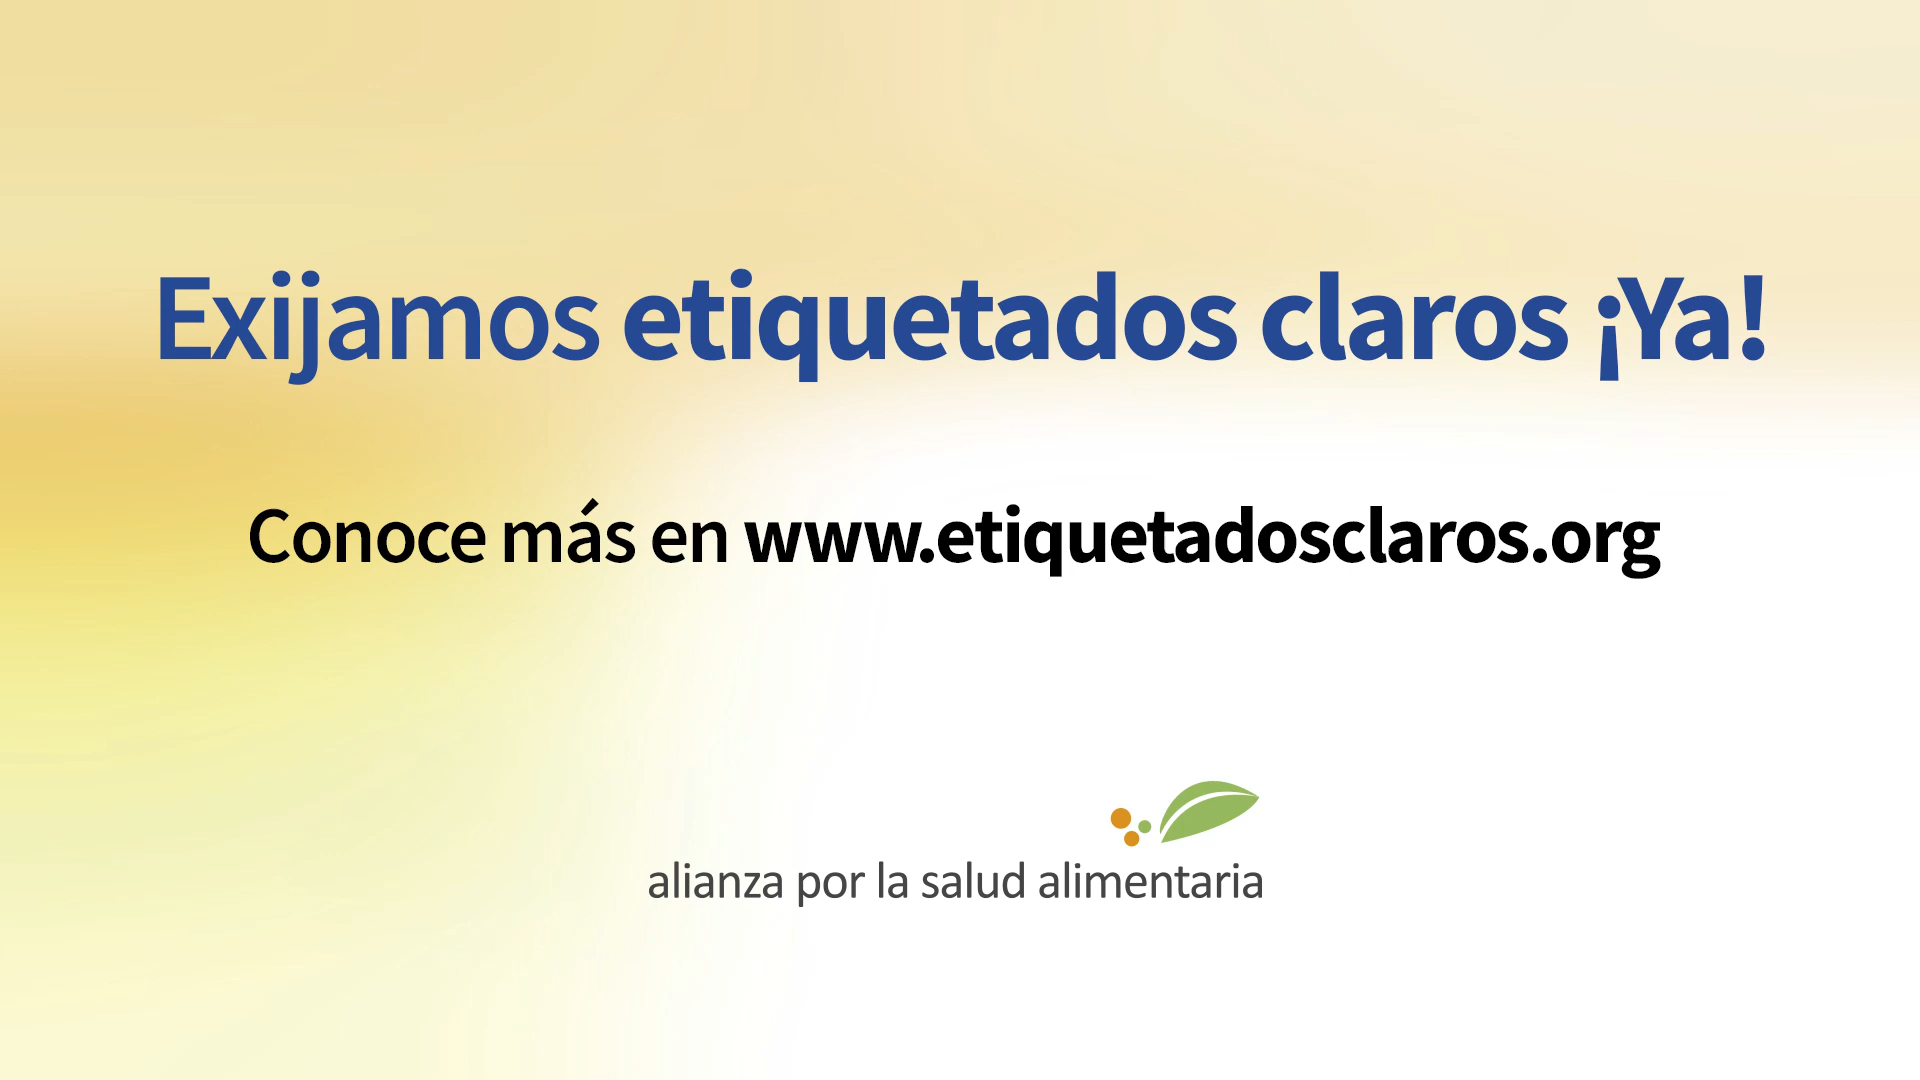 Exijamos etiquetados claros ¡Ya!
Conoce más en www.etiquetadosclaros.org
alianza por la salud alimentaria